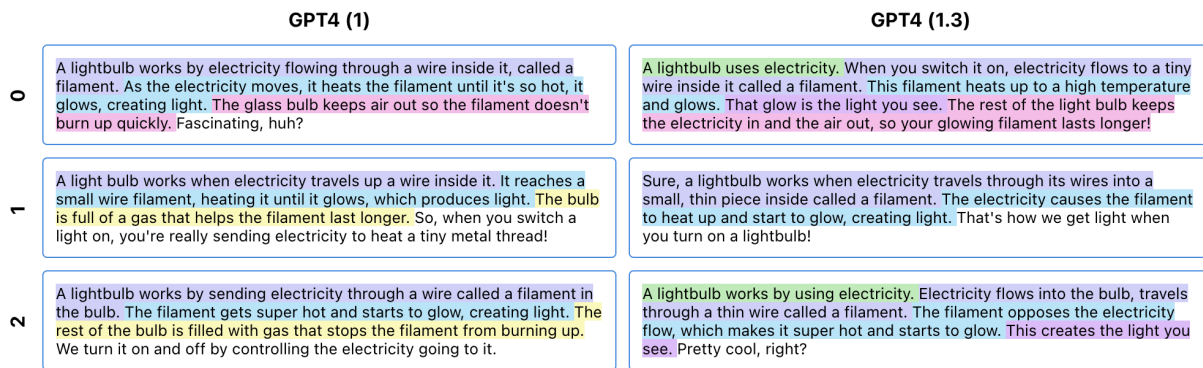 GPT4 (1)
GPT4 (1.3)
0
A lightbulb works by electricity flowing through a wire inside it, called a
filament. As the electricity moves, it heats the filament until it's so hot, it
glows, creating light. The glass bulb keeps air out so the filament doesn't
burn up quickly. Fascinating, huh?
A lightbulb uses electricity. When you switch it on, electricity flows to a tiny
wire inside it called a filament. This filament heats up to a high temperature
and glows. That glow is the light you see. The rest of the light bulb keeps
the electricity in and the air out, so your glowing filament lasts longer!
1
A light bulb works when electricity travels up a wire inside it. It reaches a
small wire filament, heating it until it glows, which produces light. The bulb
is full of a gas that helps the filament last longer. So, when you switch a
light on, you're really sending electricity to heat a tiny metal thread!
Sure, a lightbulb works when electricity travels through its wires into a
small, thin piece inside called a filament. The electricity causes the filament
to heat up and start to glow, creating light. That's how we get light when
you turn on a lightbulb!
2
A lightbulb works by sending electricity through a wire called a filament in
the bulb. The filament gets super hot and starts to glow, creating light. The
rest of the bulb is filled with gas that stops the filament from burning up.
We turn it on and off by controlling the electricity going to it.
A lightbulb works by using electricity. Electricity flows into the bulb, travels
through a thin wire called a filament. The filament opposes the electricity
flow, which makes it super hot and starts to glow. This creates the light you
see. Pretty cool, right?